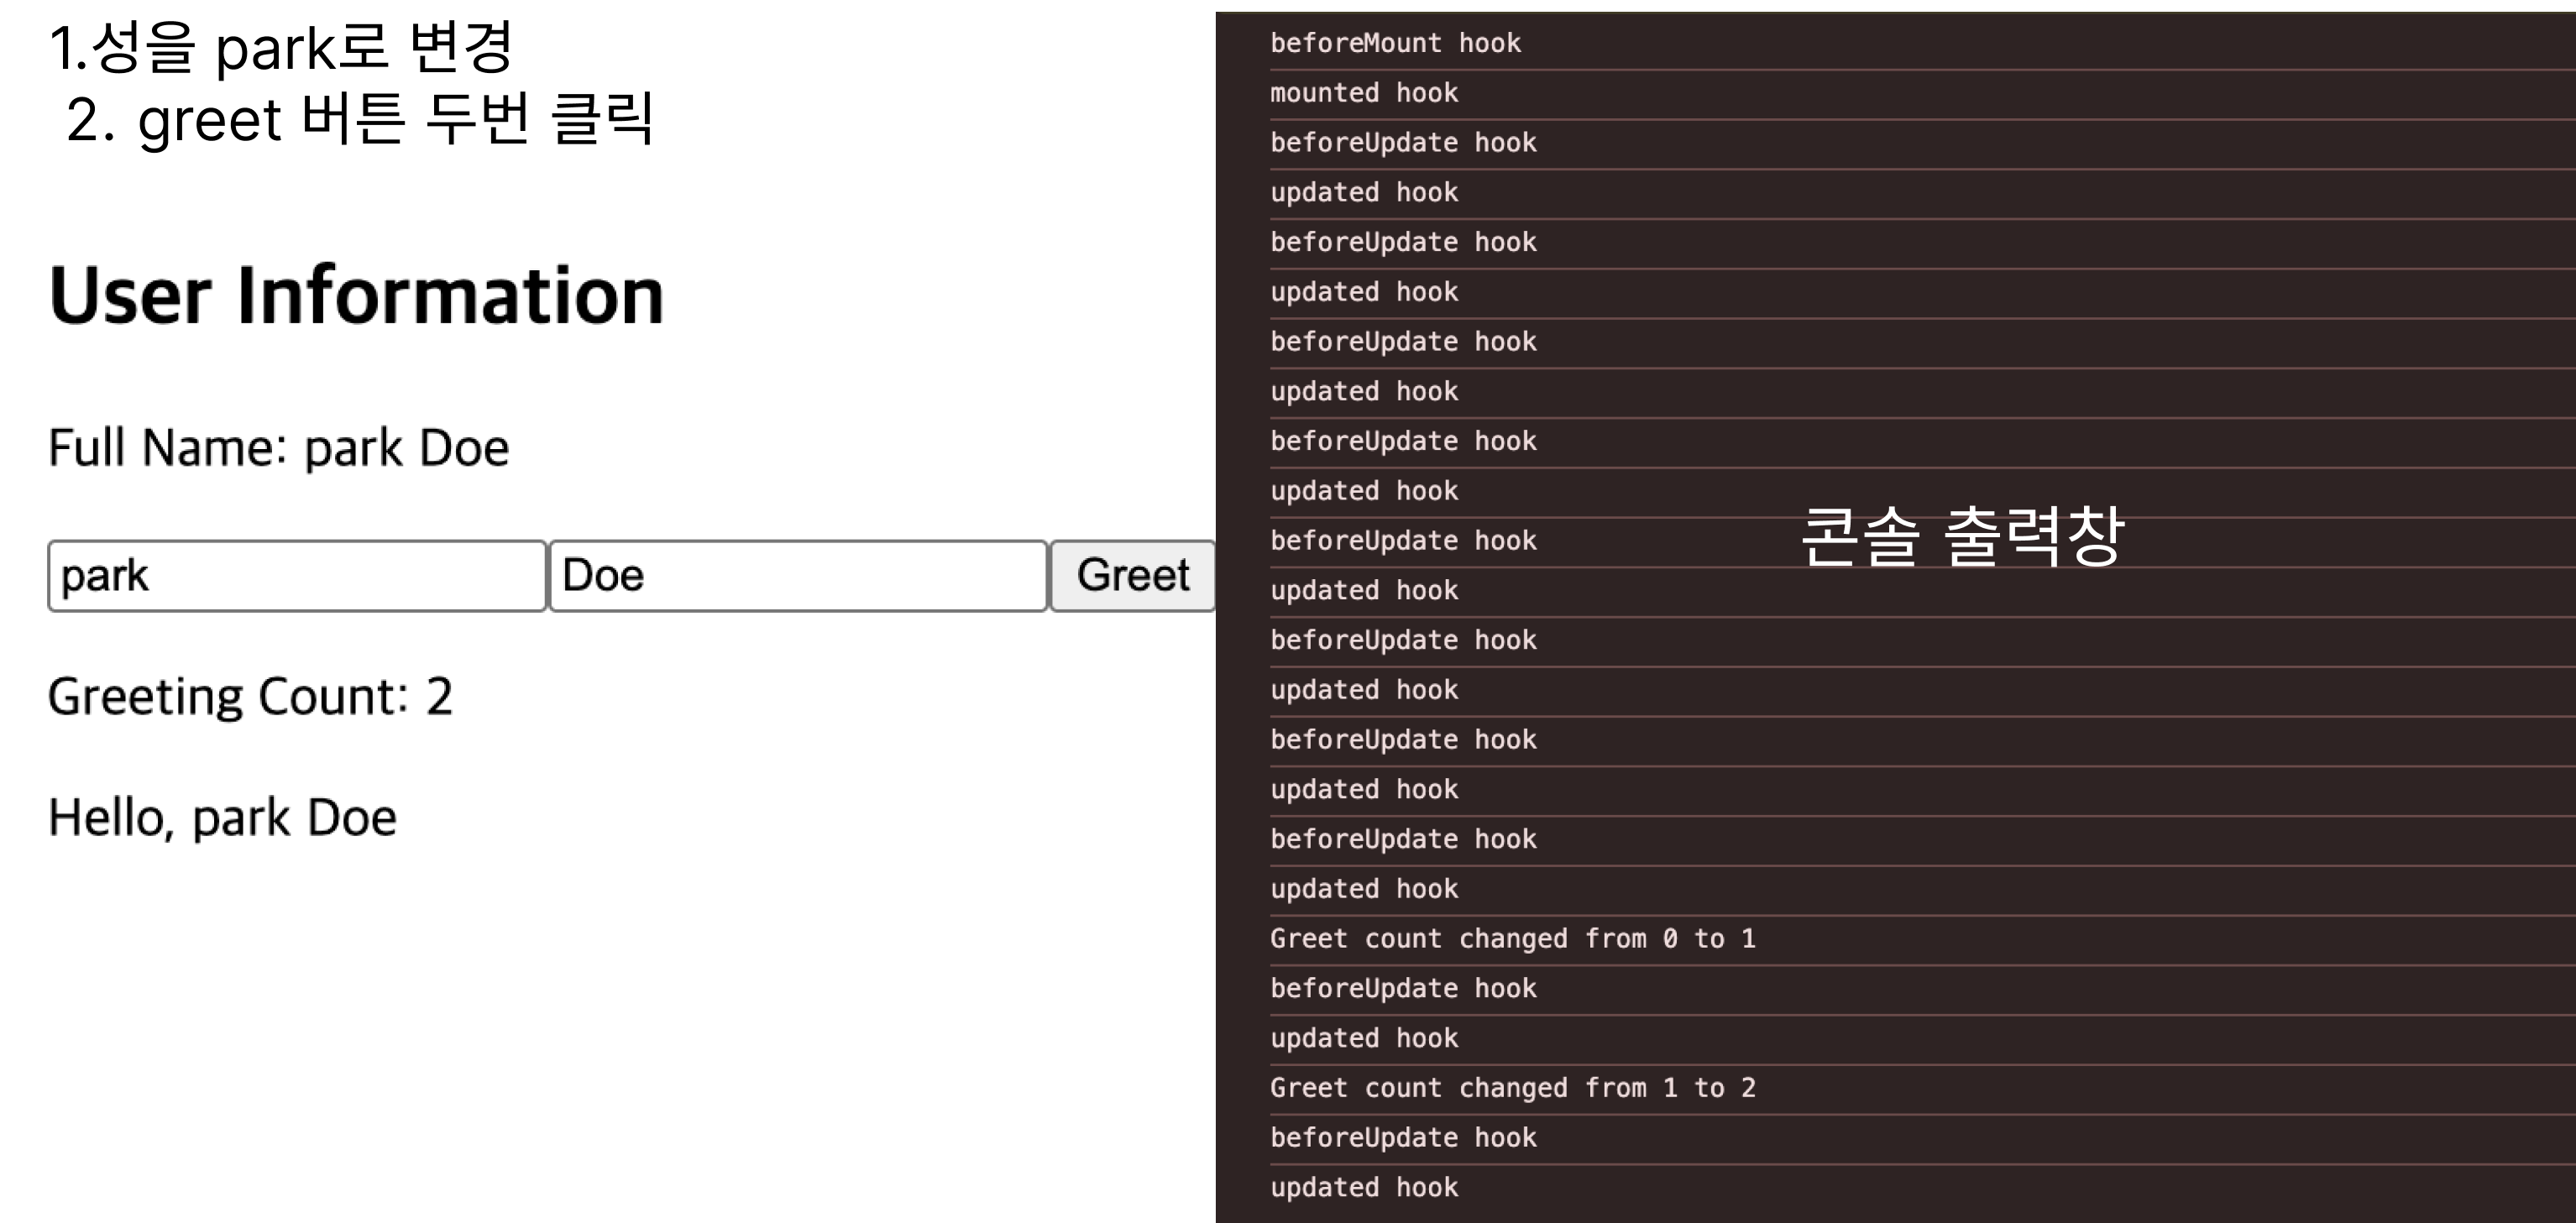 1.성을 park로 변경
2. greet 버튼 두번 클릭
User Information
Full Name: park Doe
park
Doe
Greet
Greeting Count: 2
Hello, park Doe
beforeMount hook
mounted hook
beforeUpdate hook
updated hook
beforeUpdate hook
updated hook
beforeUpdate hook
updated hook
beforeUpdate hook
updated hook
콘솔 출력창
beforeUpdate hook
updated hook
beforeUpdate hook
updated hook
beforeUpdate hook
updated hook
beforeUpdate hook
updated hook
Greet count changed from 0 to 1
beforeUpdate hook
updated hook
Greet count changed from 1 to 2
beforeUpdate hook
updated hook